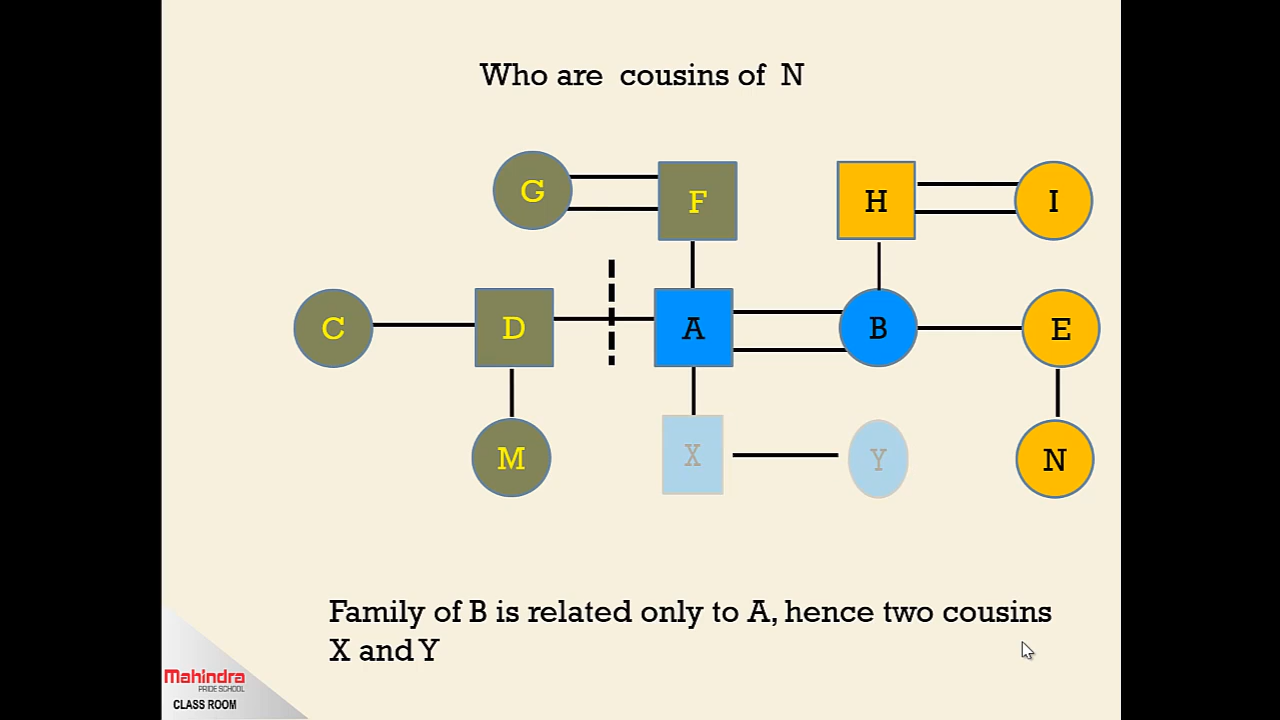 Who are cousins of N
G
F
H
I
C
D
A
B
E
M
X
Y
N
Family of B is related only to A, hence two cousins
X and Y
Mahindra
PRIDE SCHOOL
CLASS ROOM